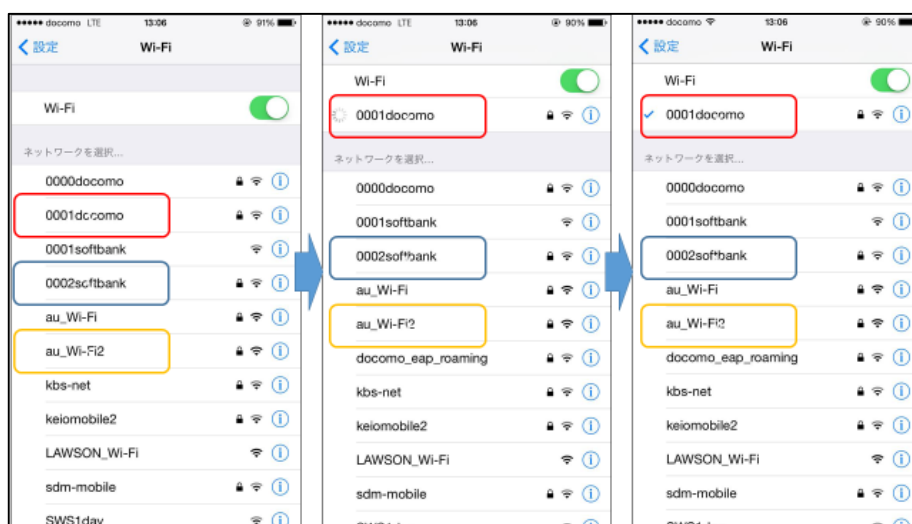 docomo LTE 13:06 91%
設定 Wi-Fi
Wi-Fi
ネットワークを選択...
0000docomo
0001docomo
0001softbank
0002softbank
au_Wi-Fi
au_Wi-Fi2
kbs-net
keiomobile2
LAWSON_Wi-Fi
sdm-mobile
SWS1day
docomo LTE 13:06 90%
設定 Wi-Fi
Wi-Fi
0001docomo
ネットワークを選択...
0000docomo
0001softbank
0002softbank
au_Wi-Fi
au_Wi-Fi2
docomo_eap_roaming
kbs-net
keiomobile2
LAWSON_Wi-Fi
sdm-mobile
docomo 13:06 90%
設定 Wi-Fi
Wi-Fi
0001docomo
ネットワークを選択...
0000docomo
0001softbank
0002softbank
au_Wi-Fi
au_Wi-Fi2
docomo_eap_roaming
kbs-net
keiomobile2
LAWSON_Wi-Fi
sdm-mobile